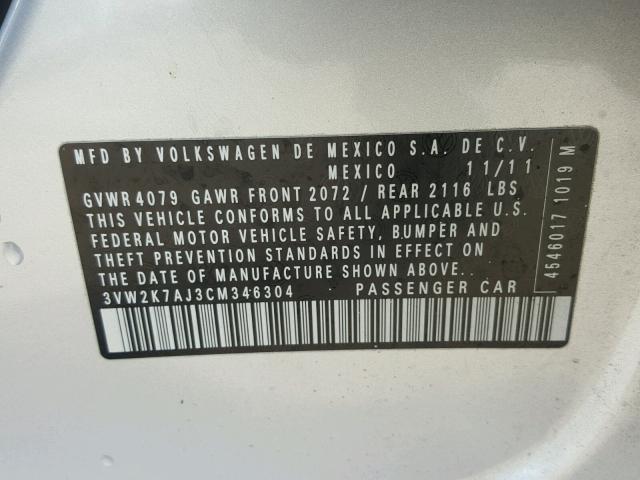 MFD BY VOLKSWAGEN DE MEXICO S.A. DE C.V.
MEXICO 11/11
GVWR 4079 GAWR FRONT 2072 / REAR 2116 LBS
THIS VEHICLE CONFORMS TO ALL APPLICABLE U.S.
FEDERAL MOTOR VEHICLE SAFETY, BUMPER AND
THEFT PREVENTION STANDARDS IN EFFECT ON
THE DATE OF MANUFACTURE SHOWN ABOVE..
3VW2K7AJ3CM346304 PASSENGER CAR
4546017 1019 M